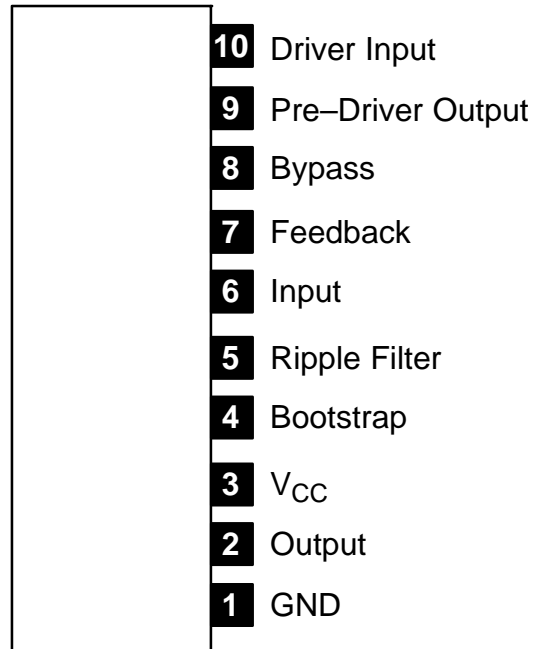 10 Driver Input
9 Pre–Driver Output
8 Bypass
7 Feedback
6 Input
5 Ripple Filter
4 Bootstrap
3 VCC
2 Output
1 GND